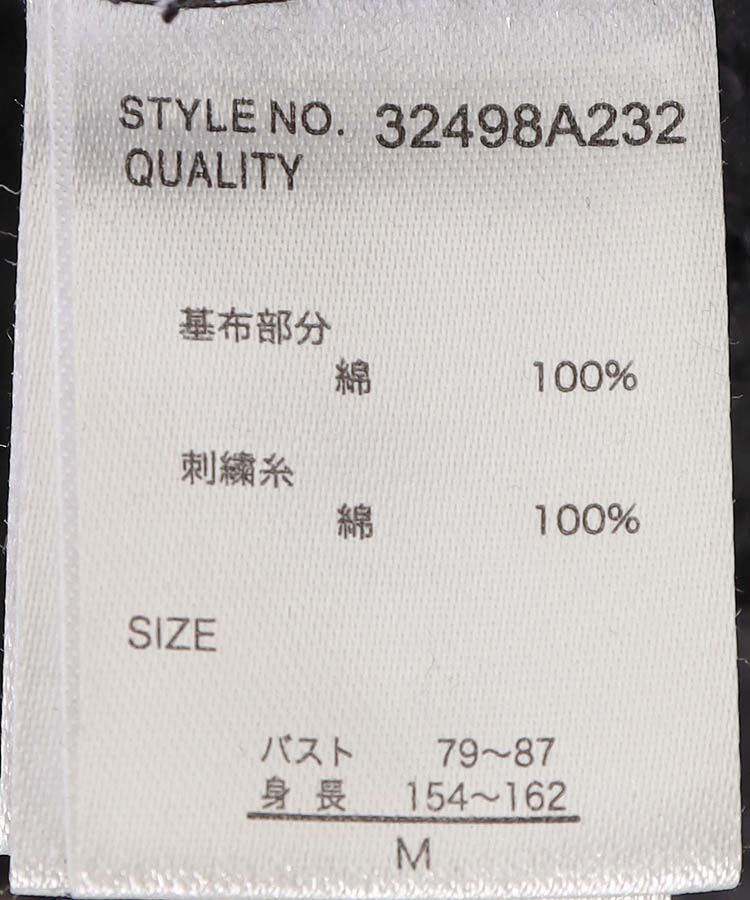 STYLE NO. 32498A232
QUALITY
基布部分
綿 100%
刺繍糸
綿 100%
SIZE
バスト 79～87
身長 154～162
M